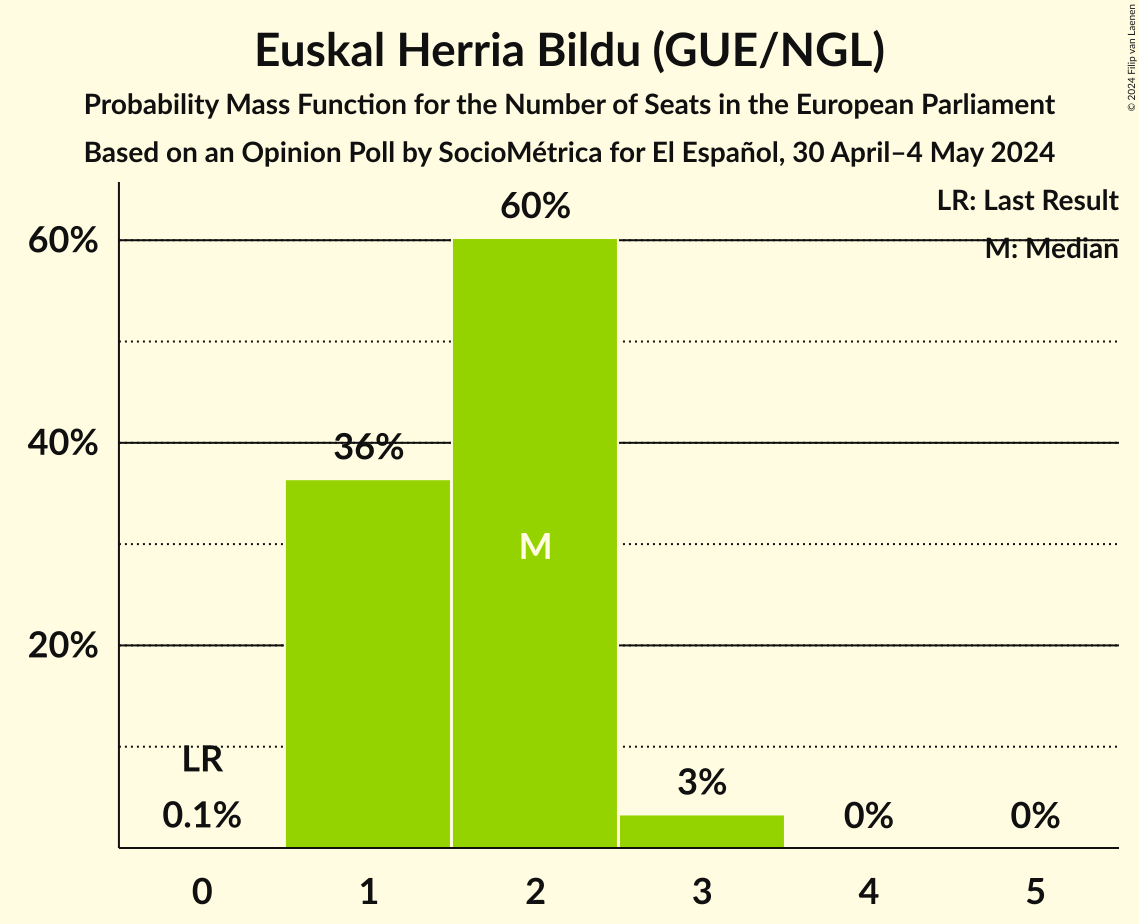 Euskal Herria Bildu (GUE/NGL)
Probability Mass Function for the Number of Seats in the European Parliament
Based on an Opinion Poll by SocioMétrica for El Español, 30 April–4 May 2024
© 2024 Filip van Laenen
LR: Last Result
M: Median
60%
40%
20%
LR
0.1%
36%
60%
M
3%
0%
0%
0
1
2
3
4
5